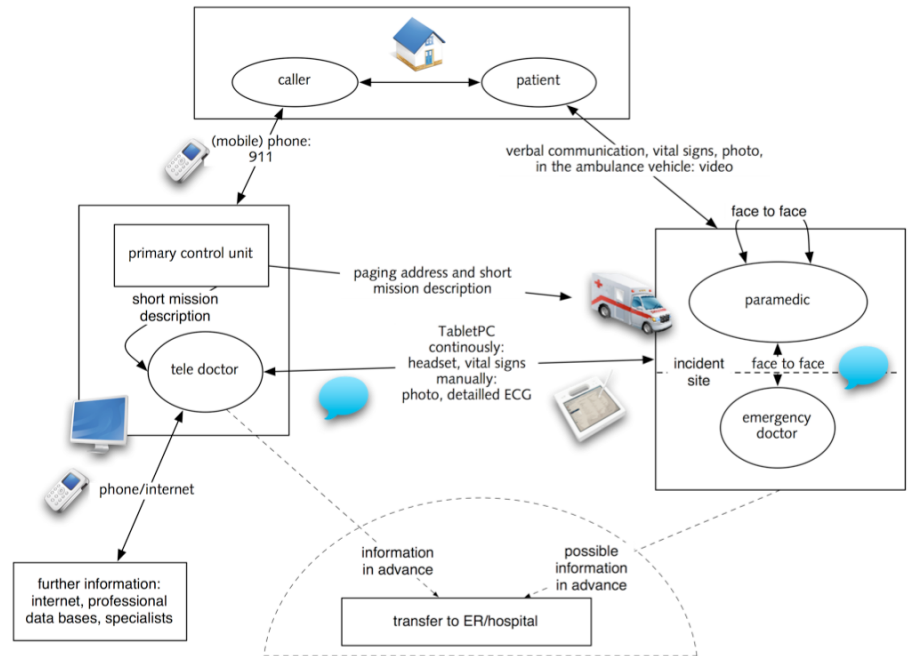 caller
patient
(mobile) phone:
911
verbal communication, vital signs, photo,
in the ambulance vehicle: video
face to face
primary control unit
paging address and short
mission description
short mission
description
paramedic
TabletPC
continously:
headset, vital signs
manually:
photo, detailled ECG
tele doctor
incident
site
face to face
emergency
doctor
phone/internet
information
in advance
possible
information
in advance
further information:
internet, professional
data bases, specialists
transfer to ER/hospital